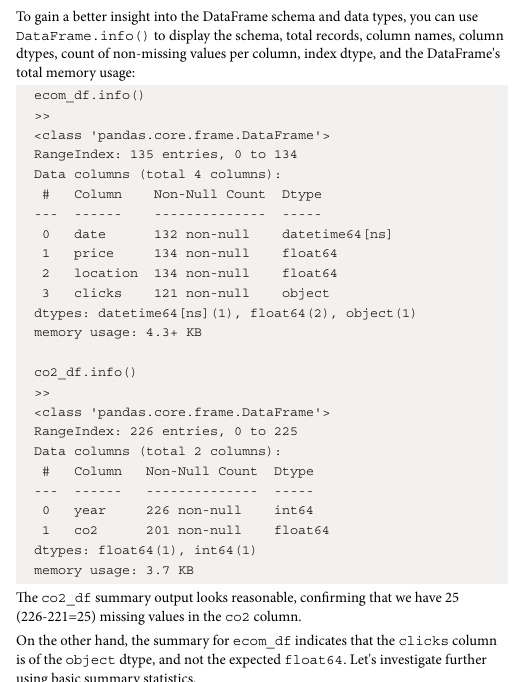 To gain a better insight into the DataFrame schema and data types, you can use
DataFrame.info() to display the schema, total records, column names, column
dtypes, count of non-missing values per column, index dtype, and the DataFrame's
total memory usage:
ecom_df.info()
>>
<class 'pandas.core.frame.DataFrame'>
RangeIndex: 135 entries, 0 to 134
Data columns (total 4 columns):
 #   Column    Non-Null Count  Dtype
---  ------    --------------  -----
 0   date      132 non-null    datetime64[ns]
 1   price     134 non-null    float64
 2   location  134 non-null    float64
 3   clicks    121 non-null    object
dtypes: datetime64[ns](1), float64(2), object(1)
memory usage: 4.3+ KB
co2_df.info()
>>
<class 'pandas.core.frame.DataFrame'>
RangeIndex: 226 entries, 0 to 225
Data columns (total 2 columns):
 #   Column   Non-Null Count  Dtype
---  ------   --------------  -----
 0   year     226 non-null    int64
 1   co2      201 non-null    float64
dtypes: float64(1), int64(1)
memory usage: 3.7 KB
The co2_df summary output looks reasonable, confirming that we have 25
(226-221=25) missing values in the co2 column.
On the other hand, the summary for ecom_df indicates that the clicks column
is of the object dtype, and not the expected float64. Let's investigate further
using basic summary statistics.